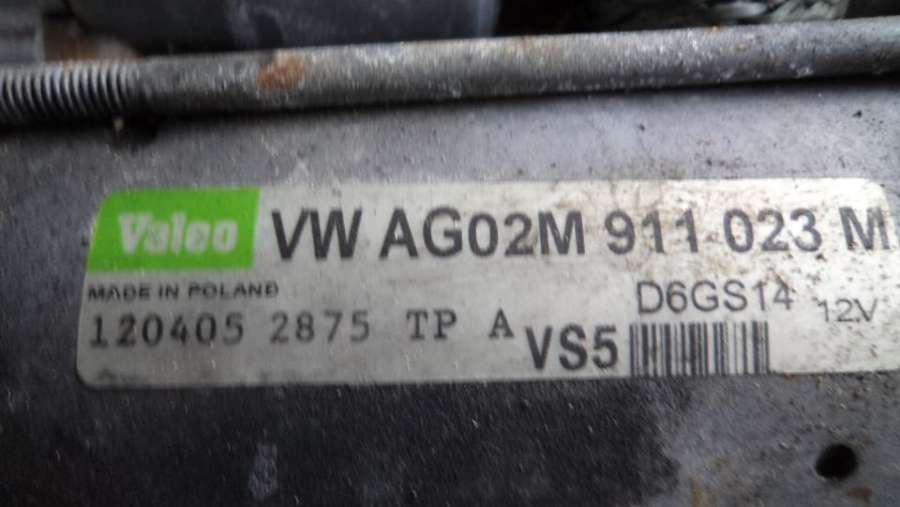 Valeo VW AG02M 911 023 M
MADE IN POLAND D6GS14 12V
120405 2875 TP A VS5